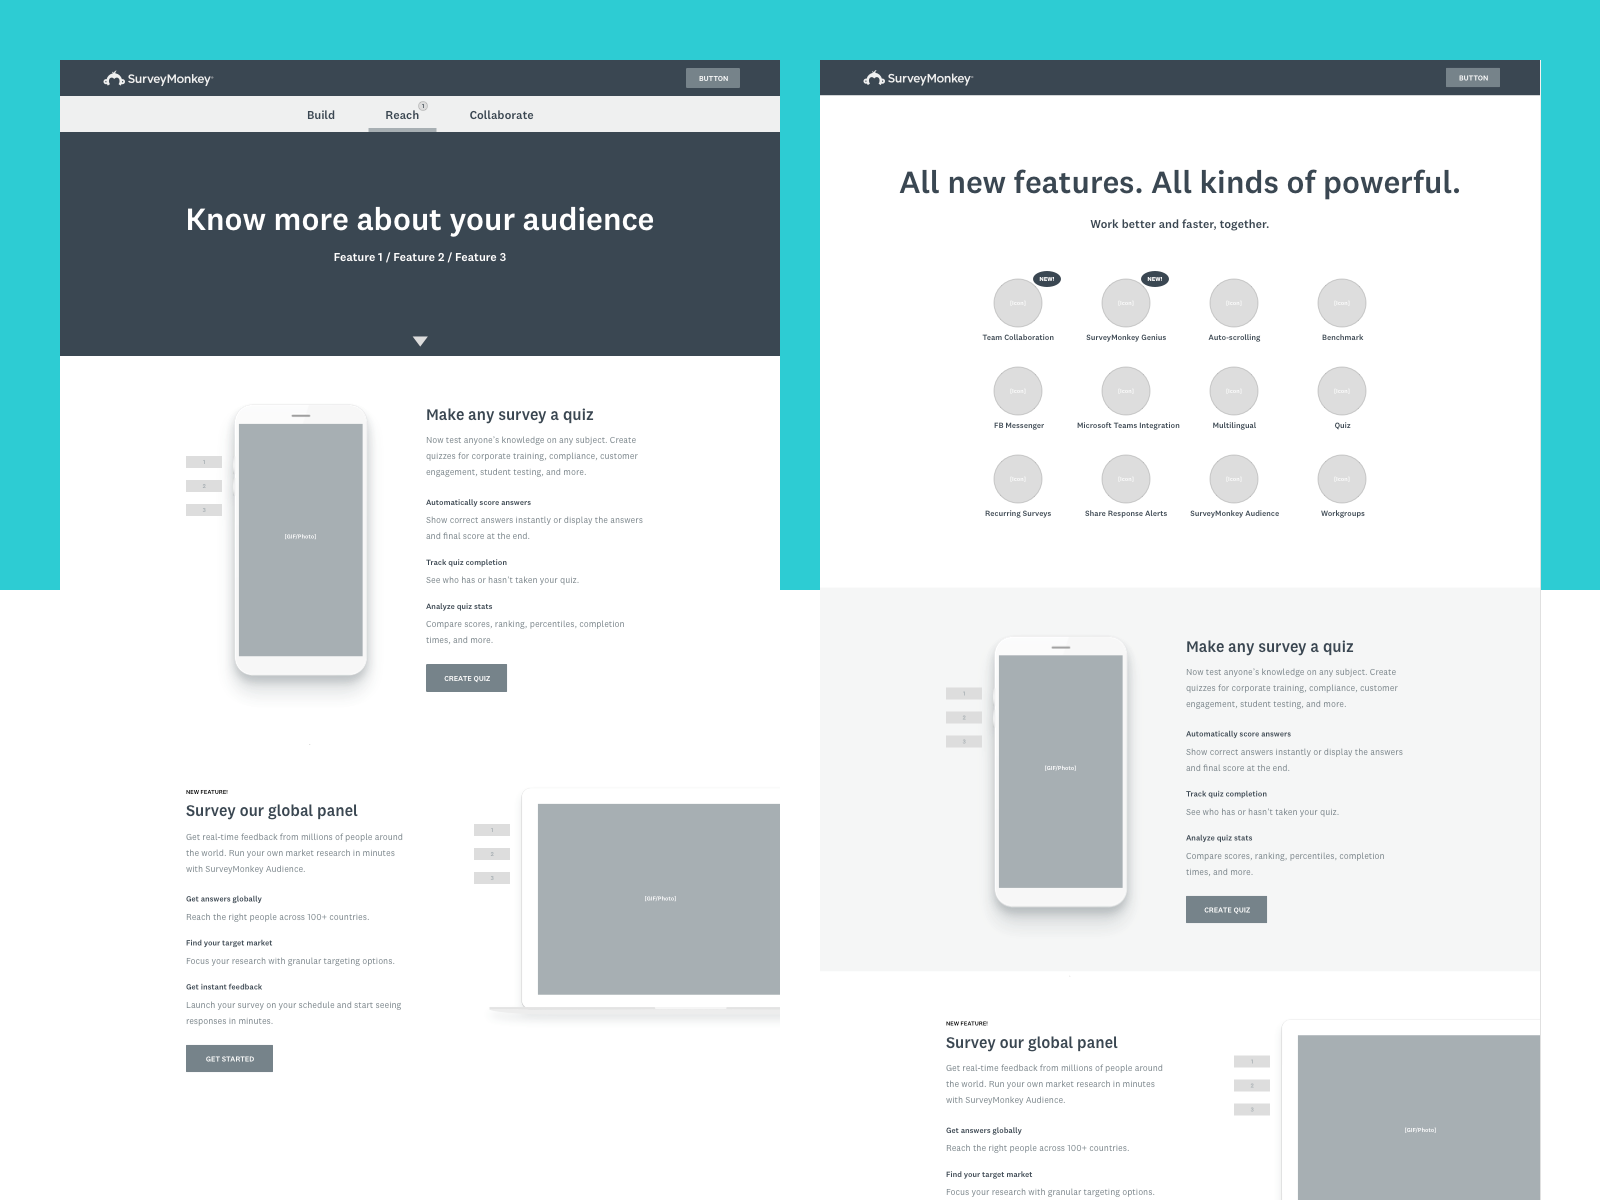 SurveyMonkey
BUTTON
Build
Reach
1
Collaborate
Know more about your audience
Feature 1 / Feature 2 / Feature 3
1
2
3
[GIF/Photo]
Make any survey a quiz
Now test anyone's knowledge on any subject. Create
quizzes for corporate training, compliance, customer
engagement, student testing, and more.
Automatically score answers
Show correct answers instantly or display the answers
and final score at the end.
Track quiz completion
See who has or hasn't taken your quiz.
Analyze quiz stats
Compare scores, ranking, percentiles, completion
times, and more.
CREATE QUIZ
NEW FEATURE!
Survey our global panel
Get real-time feedback from millions of people around
the world. Run your own market research in minutes
with SurveyMonkey Audience.
Get answers globally
Reach the right people across 100+ countries.
Find your target market
Focus your research with granular targeting options.
Get instant feedback
Launch your survey on your schedule and start seeing
responses in minutes.
GET STARTED
1
2
3
[GIF/Photo]
SurveyMonkey
BUTTON
All new features. All kinds of powerful.
Work better and faster, together.
NEW!
NEW!
[Icon]
[Icon]
[Icon]
[Icon]
Team Collaboration
SurveyMonkey Genius
Auto-scrolling
Benchmark
[Icon]
[Icon]
[Icon]
[Icon]
FB Messenger
Microsoft Teams Integration
Multilingual
Quiz
[Icon]
[Icon]
[Icon]
[Icon]
Recurring Surveys
Share Response Alerts
SurveyMonkey Audience
Workgroups
1
2
3
[GIF/Photo]
Make any survey a quiz
Now test anyone's knowledge on any subject. Create
quizzes for corporate training, compliance, customer
engagement, student testing, and more.
Automatically score answers
Show correct answers instantly or display the answers
and final score at the end.
Track quiz completion
See who has or hasn't taken your quiz.
Analyze quiz stats
Compare scores, ranking, percentiles, completion
times, and more.
CREATE QUIZ
NEW FEATURE!
Survey our global panel
Get real-time feedback from millions of people around
the world. Run your own market research in minutes
with SurveyMonkey Audience.
Get answers globally
Reach the right people across 100+ countries.
Find your target market
Focus your research with granular targeting options.
1
2
3
[GIF/Photo]